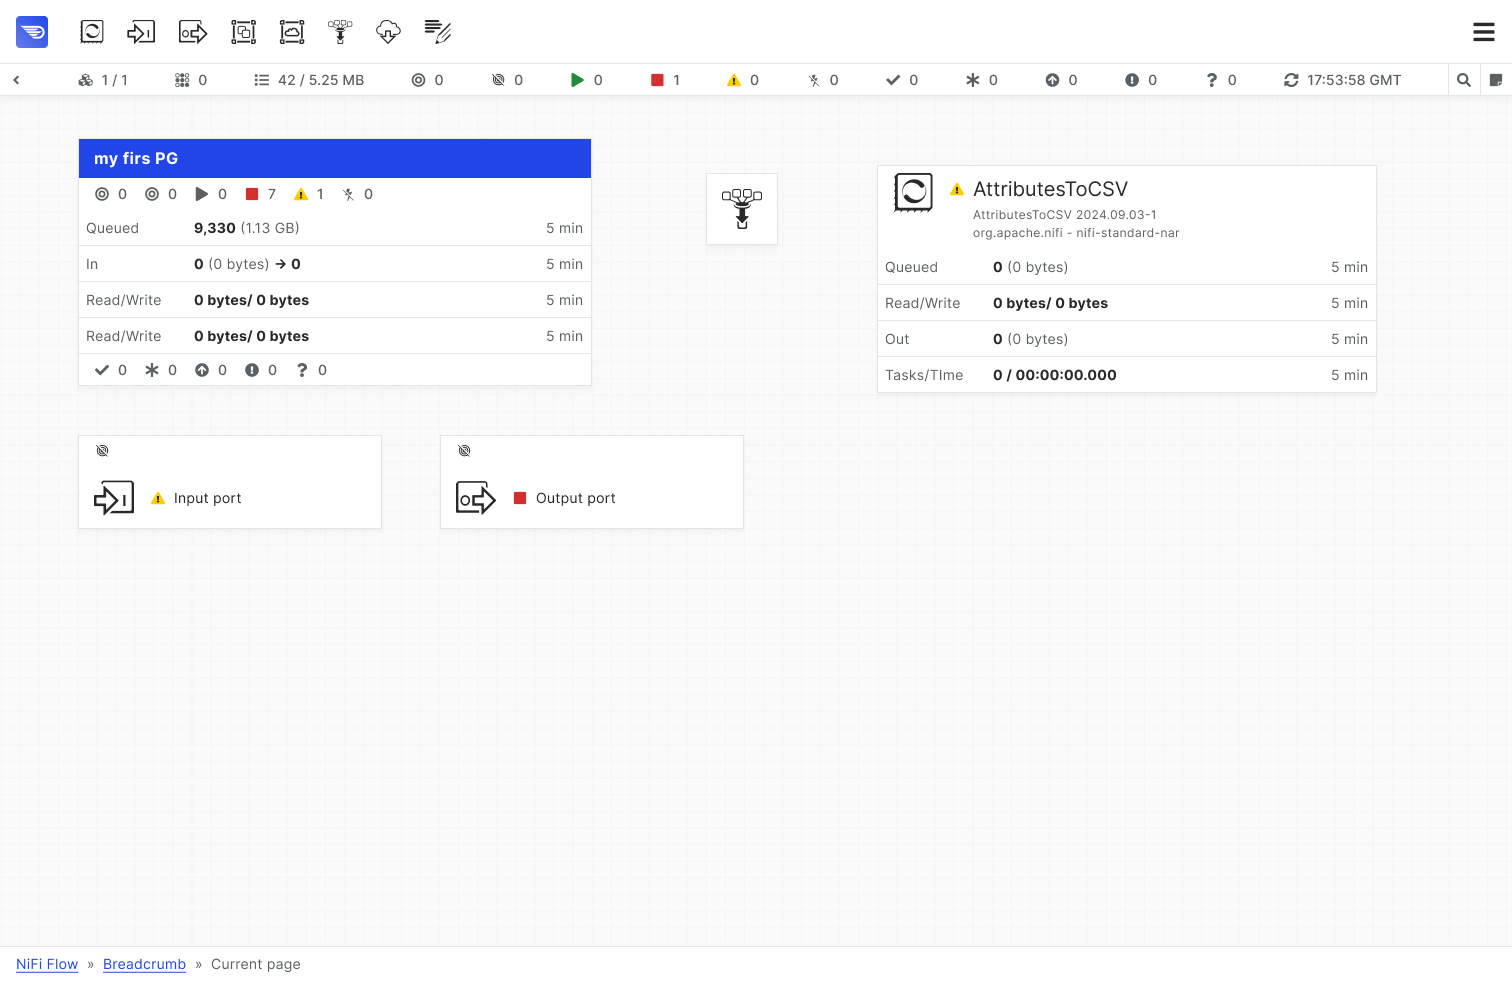 1 / 1 0 42 / 5.25 MB 0 0 0 1 0 0 0 0 0 0 0 17:53:58 GMT
my firs PG
0 0 0 7 1 0
Queued 9,330 (1.13 GB) 5 min
In 0 (0 bytes) → 0 5 min
Read/Write 0 bytes/ 0 bytes 5 min
Read/Write 0 bytes/ 0 bytes 5 min
0 0 0 0 0
AttributesToCSV
AttributesToCSV 2024.09.03-1
org.apache.nifi - nifi-standard-nar
Queued 0 (0 bytes) 5 min
Read/Write 0 bytes/ 0 bytes 5 min
Out 0 (0 bytes) 5 min
Tasks/TIme 0 / 00:00:00.000 5 min
Input port
Output port
NiFi Flow » Breadcrumb » Current page